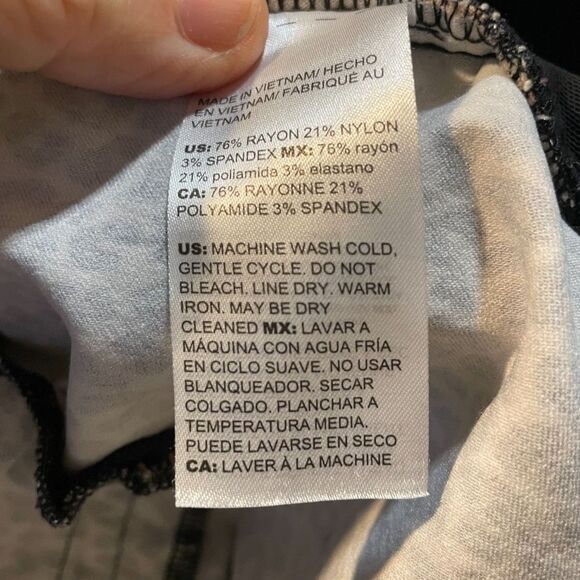 MADE IN VIETNAM/ HECHO
EN VIETNAM/ FABRIQUÉ AU
VIETNAM
US: 76% RAYON 21% NYLON
3% SPANDEX MX: 76% rayón
21% poliamida 3% elastano
CA: 76% RAYONNE 21%
POLYAMIDE 3% SPANDEX
US: MACHINE WASH COLD,
GENTLE CYCLE. DO NOT
BLEACH. LINE DRY. WARM
IRON. MAY BE DRY
CLEANED MX: LAVAR A
MÁQUINA CON AGUA FRÍA
EN CICLO SUAVE. NO USAR
BLANQUEADOR. SECAR
COLGADO. PLANCHAR A
TEMPERATURA MEDIA.
PUEDE LAVARSE EN SECO
CA: LAVER À LA MACHINE